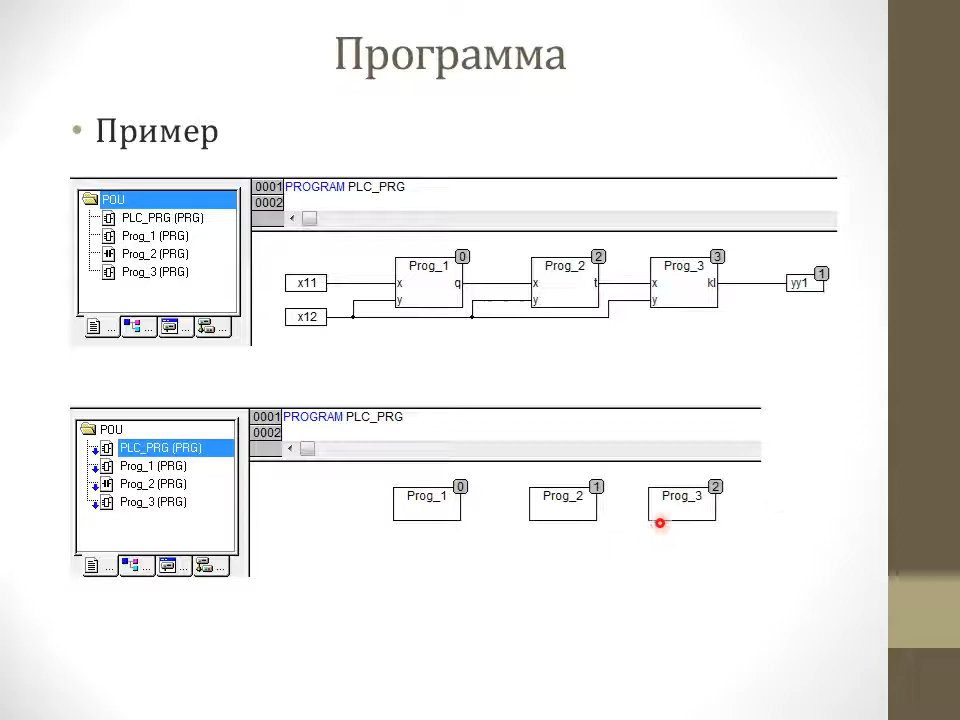 Программа
• Пример
POU
PLC_PRG (PRG)
Prog_1 (PRG)
Prog_2 (PRG)
Prog_3 (PRG)
... ... ... ...
0001 PROGRAM PLC_PRG
0002
Prog_1 0 Prog_2 2 Prog_3 3
x11 x q x t x kl yy1 1
y y y
x12
POU
PLC_PRG (PRG)
Prog_1 (PRG)
Prog_2 (PRG)
Prog_3 (PRG)
... ... ... ...
0001 PROGRAM PLC_PRG
0002
Prog_1 0 Prog_2 1 Prog_3 2